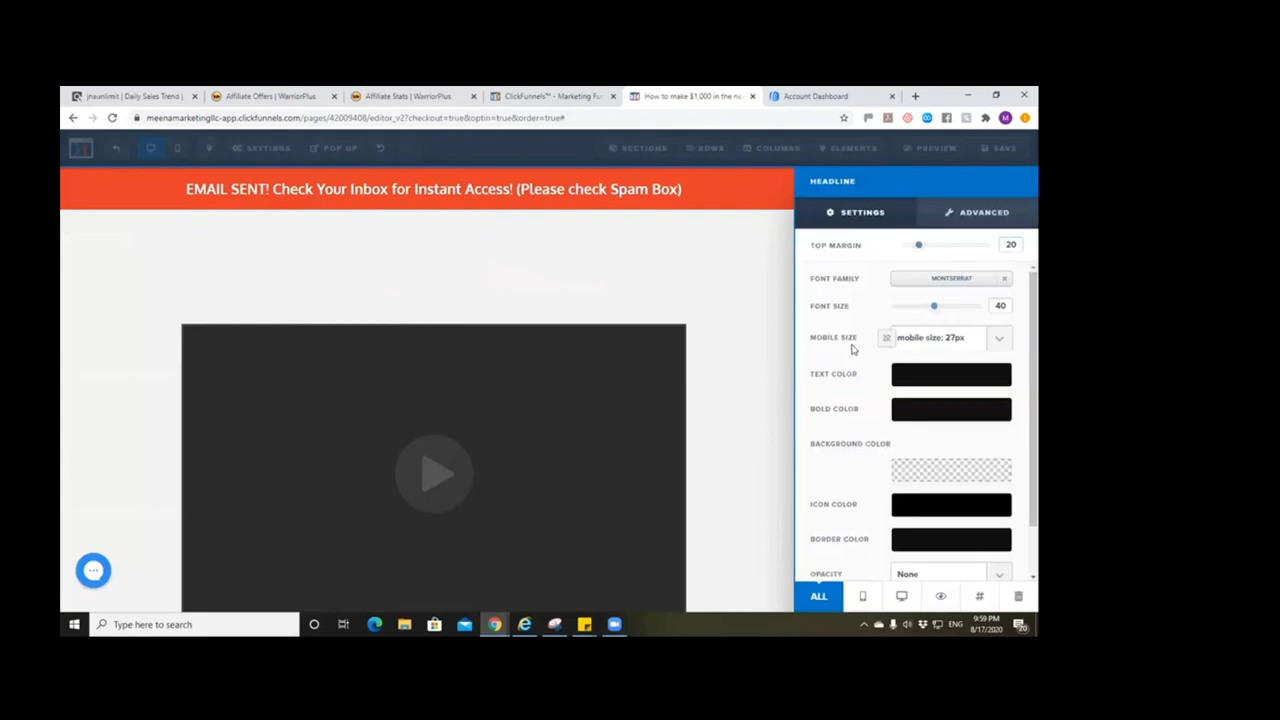 jneunlimit | Daily Sales Trend |
Affiliate Offers | WarriorPlus
Affiliate Stats | WarriorPlus
ClickFunnels™ - Marketing Fun
How to make $1,000 in the ne
Account Dashboard
meenamarketingllc-app.clickfunnels.com/pages/42009408/editor_v2?checkout=true&optin=true&order=true#
SETTINGS POP UP SECTIONS ROWS COLUMNS ELEMENTS PREVIEW SAVE
EMAIL SENT! Check Your Inbox for Instant Access! (Please check Spam Box)
HEADLINE
SETTINGS ADVANCED
TOP MARGIN 20
FONT FAMILY MONTSERRAT
FONT SIZE 40
MOBILE SIZE mobile size: 27px
TEXT COLOR
BOLD COLOR
BACKGROUND COLOR
ICON COLOR
BORDER COLOR
OPACITY None
ALL #
Type here to search
ENG
9:59 PM
8/17/2020
20